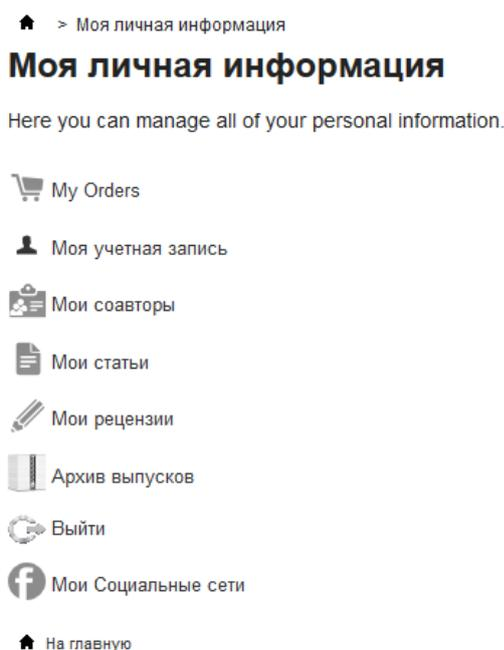 > Моя личная информация
Моя личная информация
Here you can manage all of your personal information.
My Orders
Моя учетная запись
Мои соавторы
Мои статьи
Мои рецензии
Архив выпусков
Выйти
Мои Социальные сети
На главную